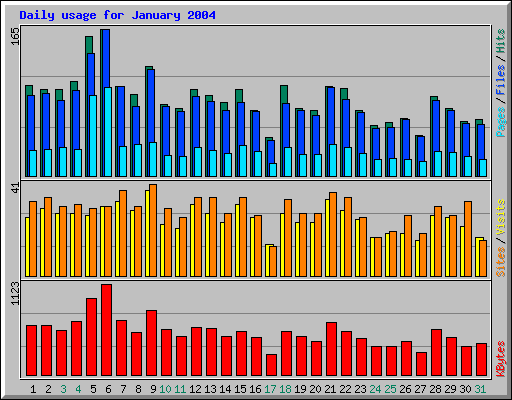 Daily usage for January 2004
165
Pages / Files / Hits
41
Sites / Visits
1123
KBytes
1 2 3 4 5 6 7 8 9 10 11 12 13 14 15 16 17 18 19 20 21 22 23 24 25 26 27 28 29 30 31